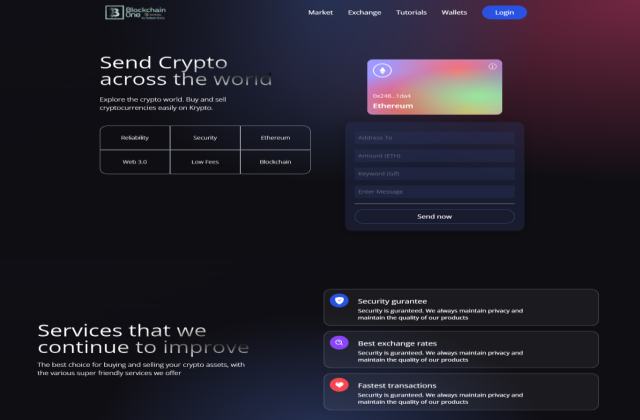 Blockchain
One
Market
Exchange
Tutorials
Wallets
Login
Send Crypto
across the world
Explore the crypto world. Buy and sell
cryptocurrencies easily on Krypto.
Reliability
Security
Ethereum
Web 3.0
Low Fees
Blockchain
0x248...1da4
Ethereum
Address To
Amount (ETH)
Keyword (Gif)
Enter Message
Send now
Services that we
continue to improve
The best choice for buying and selling your crypto assets, with
the various super friendly services we offer
Security gurantee
Security is guranteed. We always maintain privacy and
maintain the quality of our products
Best exchange rates
Security is guranteed. We always maintain privacy and
maintain the quality of our products
Fastest transactions
Security is guranteed. We always maintain privacy and
maintain the quality of our products